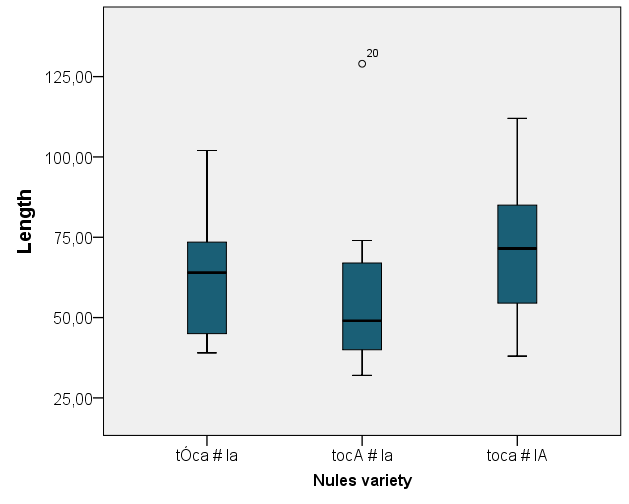 20
125,00
100,00
75,00
50,00
25,00
Length
tÓca # la tocA # la toca # lA
Nules variety